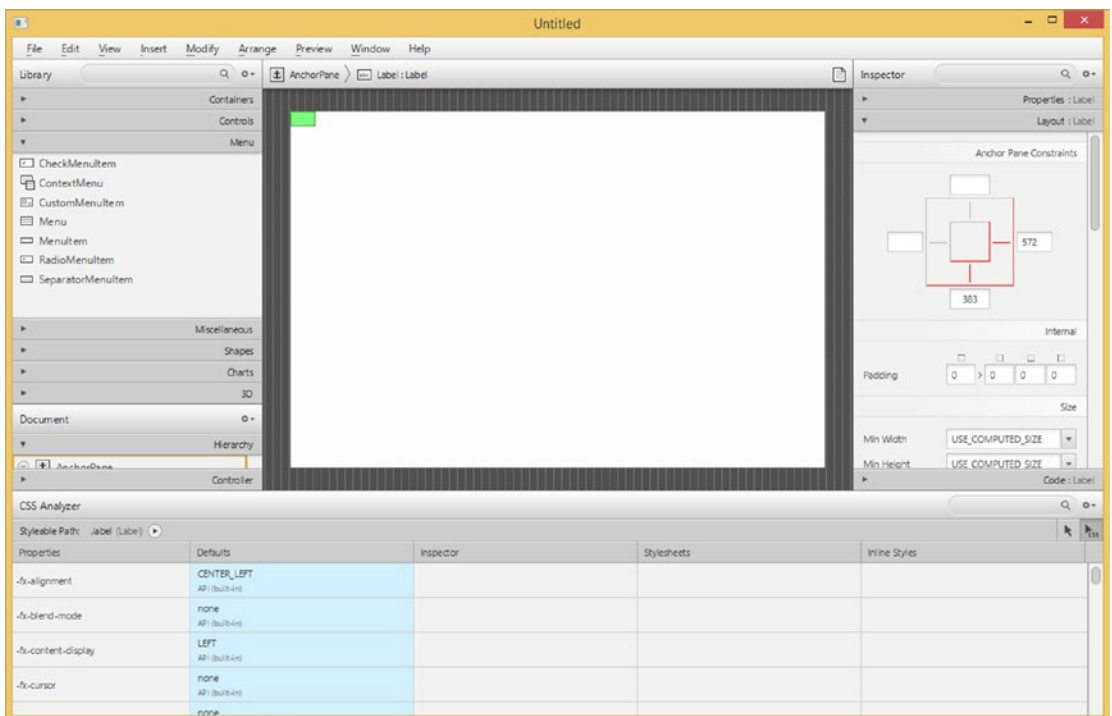 Untitled
File Edit View Insert Modify Arrange Preview Window Help
Library
AnchorPane Label : Label
Inspector
Containers
Controls
Menu
CheckMenuItem
ContextMenu
CustomMenuItem
Menu
MenuItem
RadioMenuItem
SeparatorMenuItem
Miscellaneous
Shapes
Charts
3D
Document
Hierarchy
AnchorPane
Controller
Properties : Label
Layout : Label
Anchor Pane Constraints
572
383
Internal
Padding 0 0 0 0
Size
Min Width USE_COMPUTED_SIZE
Min Height USE_COMPUTED_SIZE
Code : Label
CSS Analyzer
Styleable Path: .label (Label)
CSS
Properties Defaults Inspector Stylesheets Inline Styles
-fx-alignment CENTER_LEFT
API (built-in)
-fx-blend-mode none
API (built-in)
-fx-content-display LEFT
API (built-in)
-fx-cursor none
API (built-in)
none